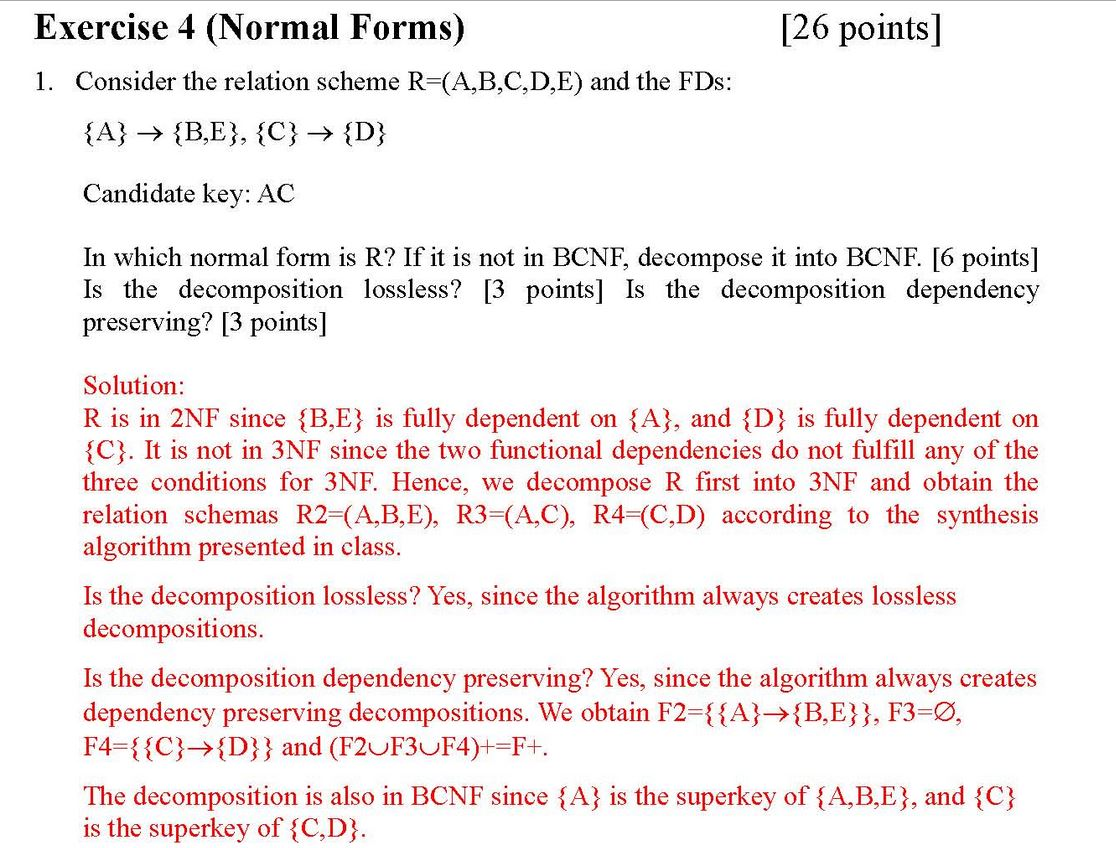 Exercise 4 (Normal Forms) [26 points]
1. Consider the relation scheme R=(A,B,C,D,E) and the FDs:
{A} → {B,E}, {C} → {D}
Candidate key: AC
In which normal form is R? If it is not in BCNF, decompose it into BCNF. [6 points]
Is the decomposition lossless? [3 points] Is the decomposition dependency
preserving? [3 points]
Solution:
R is in 2NF since {B,E} is fully dependent on {A}, and {D} is fully dependent on
{C}. It is not in 3NF since the two functional dependencies do not fulfill any of the
three conditions for 3NF. Hence, we decompose R first into 3NF and obtain the
relation schemas R2=(A,B,E), R3=(A,C), R4=(C,D) according to the synthesis
algorithm presented in class.
Is the decomposition lossless? Yes, since the algorithm always creates lossless
decompositions.
Is the decomposition dependency preserving? Yes, since the algorithm always creates
dependency preserving decompositions. We obtain F2={{A}→{B,E}}, F3=∅,
F4={{C}→{D}} and (F2∪F3∪F4)+=F+.
The decomposition is also in BCNF since {A} is the superkey of {A,B,E}, and {C}
is the superkey of {C,D}.